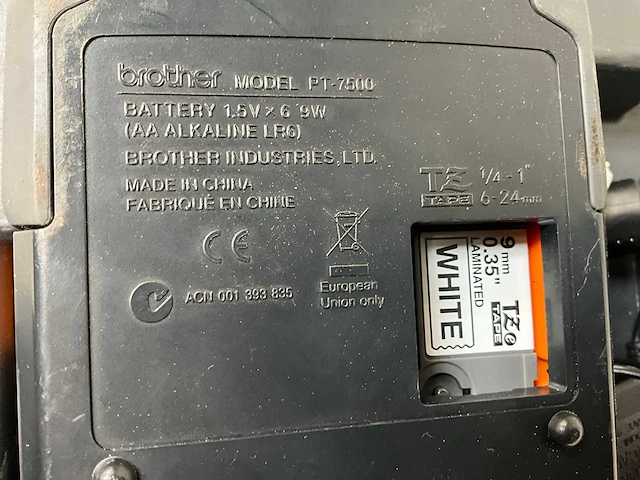 brother MODEL PT-7500
BATTERY 1.5V × 6 9W
(AA ALKALINE LR6)
BROTHER INDUSTRIES, LTD.
MADE IN CHINA
FABRIQUÉ EN CHINE
TZ 1/4 - 1"
TAPE 6-24mm
CE
ACN 001 393 835
European
Union only
9 mm
0.35"
LAMINATED
WHITE
TZe
TAPE